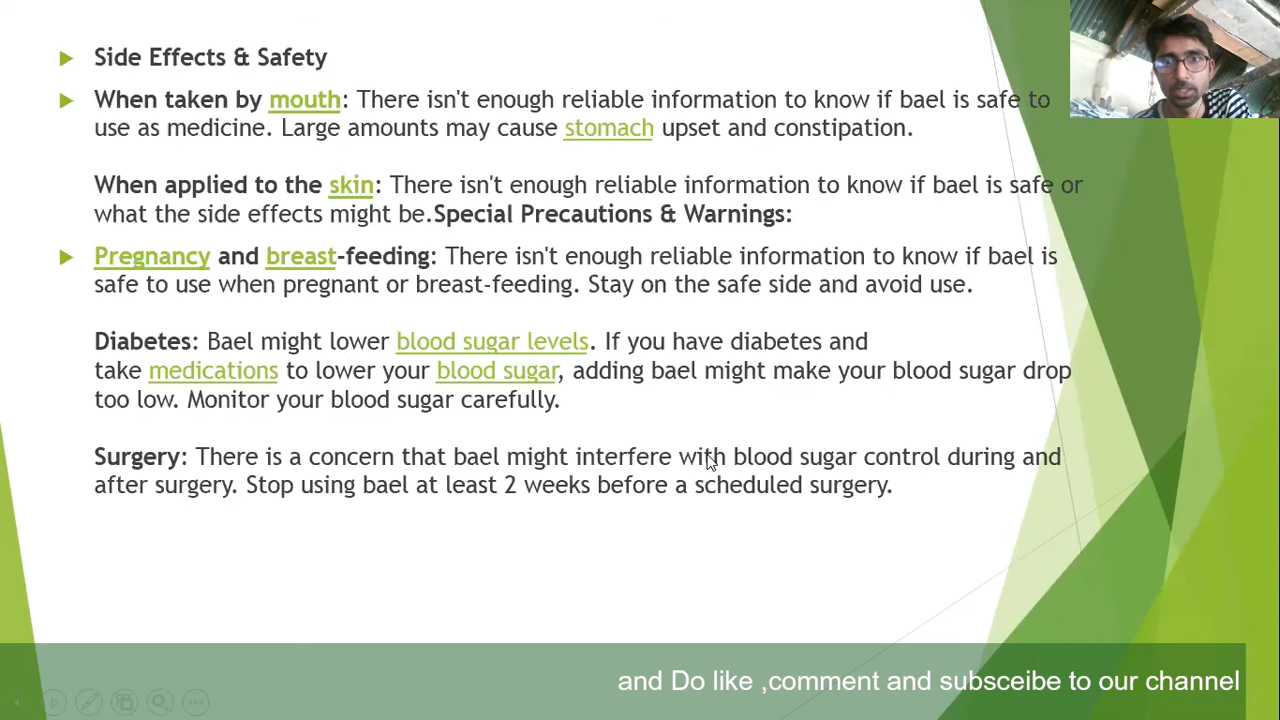 Side Effects & Safety
When taken by mouth: There isn't enough reliable information to know if bael is safe to
use as medicine. Large amounts may cause stomach upset and constipation.
When applied to the skin: There isn't enough reliable information to know if bael is safe or
what the side effects might be.Special Precautions & Warnings:
Pregnancy and breast-feeding: There isn't enough reliable information to know if bael is
safe to use when pregnant or breast-feeding. Stay on the safe side and avoid use.
Diabetes: Bael might lower blood sugar levels. If you have diabetes and
take medications to lower your blood sugar, adding bael might make your blood sugar drop
too low. Monitor your blood sugar carefully.
Surgery: There is a concern that bael might interfere with blood sugar control during and
after surgery. Stop using bael at least 2 weeks before a scheduled surgery.
and Do like ,comment and subsceibe to our channel